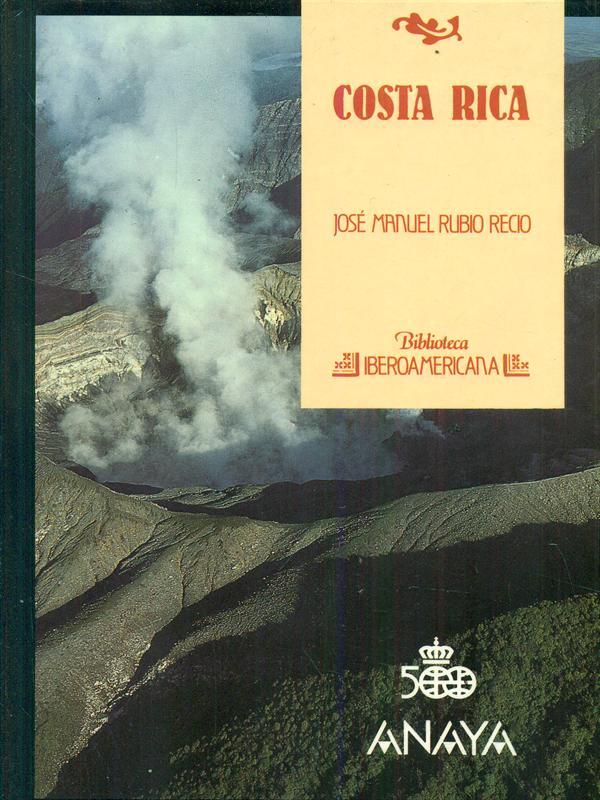 COSTA RICA
JOSÉ MANUEL RUBIO RECIO
Biblioteca
IBEROAMERICANA
500
ANAYA